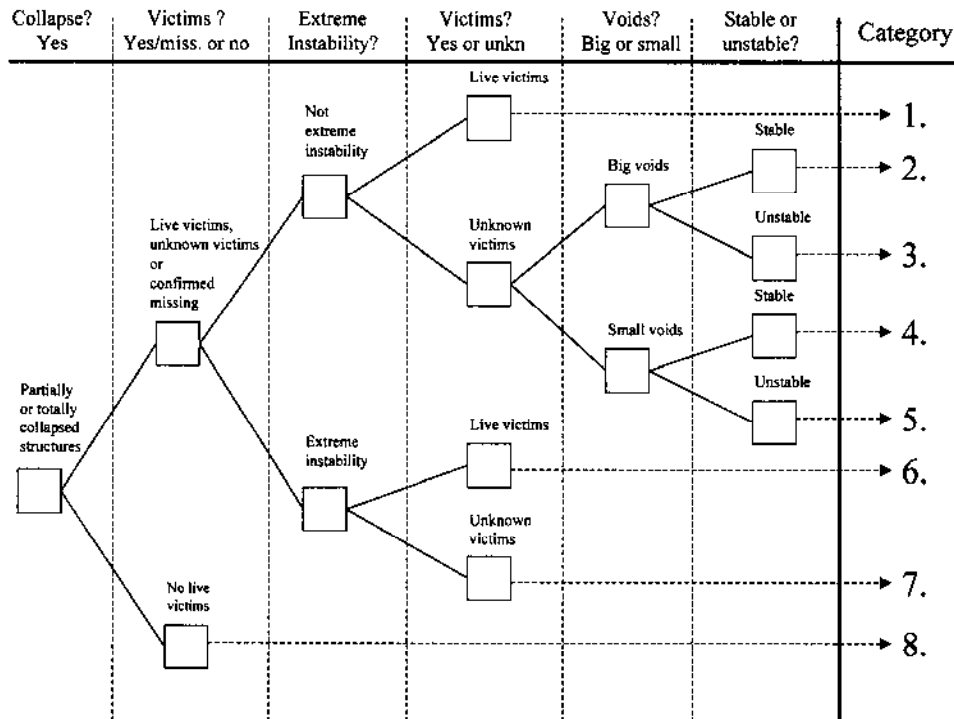 Collapse?
Yes
Victims ?
Yes/miss. or no
Extreme
Instability?
Victims?
Yes or unkn
Voids?
Big or small
Stable or
unstable?
Category
Partially
or totally
collapsed
structures
Live victims,
unknown victims
or
confirmed
missing
No live
victims
Not
extreme
instability
Extreme
instability
Live victims
Unknown
victims
Live victims
Unknown
victims
Big voids
Small voids
Stable
Unstable
Stable
Unstable
1.
2.
3.
4.
5.
6.
7.
8.